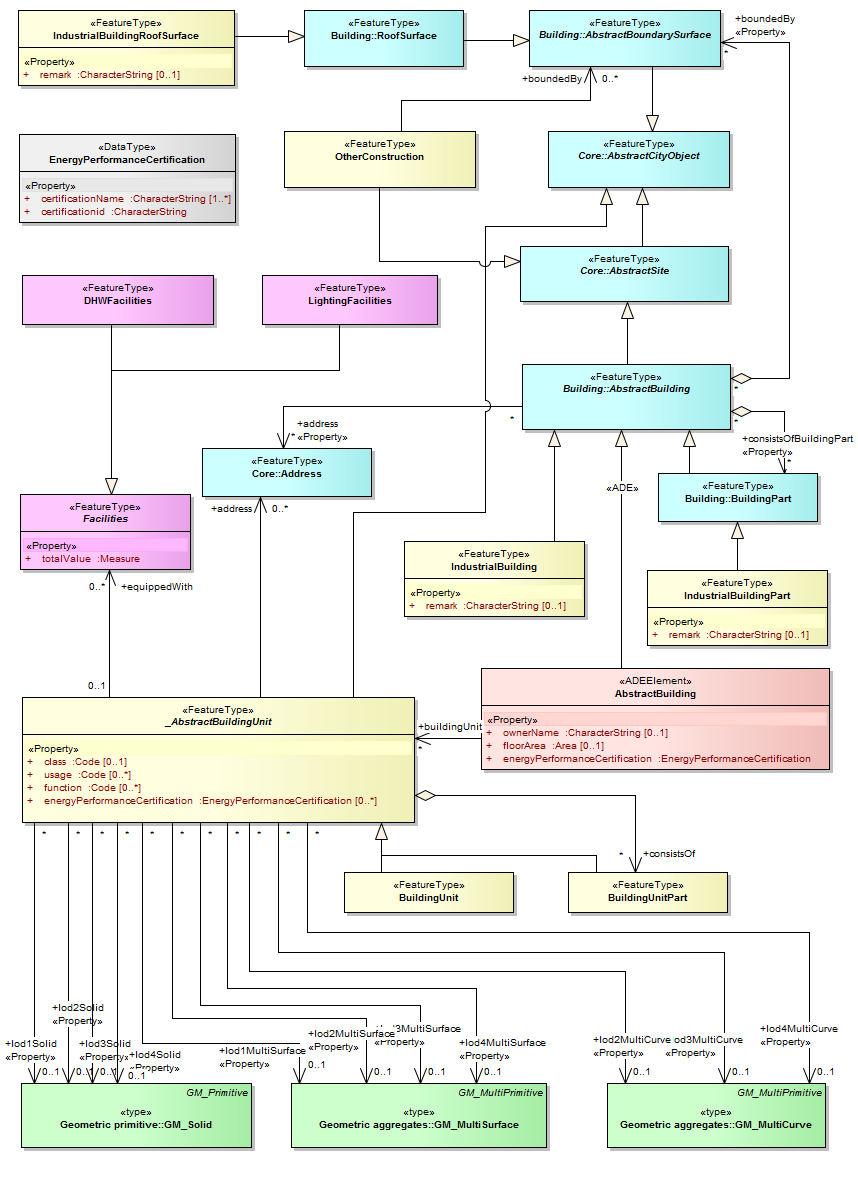 «FeatureType»
IndustrialBuildingRoofSurface
«Property»
+ remark :CharacterString [0..1]
«FeatureType»
Building::RoofSurface
«FeatureType»
Building::AbstractBoundarySurface
+boundedBy
«Property»
*
+boundedBy
0..*
«DataType»
EnergyPerformanceCertification
«Property»
+ certificationName :CharacterString [1..*]
+ certificationid :CharacterString
«FeatureType»
OtherConstruction
«FeatureType»
Core::AbstractCityObject
«FeatureType»
Core::AbstractSite
«FeatureType»
DHWFacilities
«FeatureType»
LightingFacilities
«FeatureType»
Building::AbstractBuilding
*
*
*
+address
* «Property»
+consistsOfBuildingPart
«Property»
*
«FeatureType»
Core::Address
+address
0..*
«ADE»
«FeatureType»
Building::BuildingPart
«FeatureType»
Facilities
«Property»
+ totalValue :Measure
0..*
+equippedWith
0..1
«FeatureType»
IndustrialBuilding
«Property»
+ remark :CharacterString [0..1]
«FeatureType»
IndustrialBuildingPart
«Property»
+ remark :CharacterString [0..1]
«ADEElement»
AbstractBuilding
«Property»
+ ownerName :CharacterString [0..1]
+ floorArea :Area [0..1]
+ energyPerformanceCertification :EnergyPerformanceCertification
+buildingUnit
*
«FeatureType»
_AbstractBuildingUnit
«Property»
+ class :Code [0..1]
+ usage :Code [0..*]
+ function :Code [0..*]
+ energyPerformanceCertification :EnergyPerformanceCertification [0..*]
* * * * * * * * * * *
* +consistsOf
«FeatureType»
BuildingUnit
«FeatureType»
BuildingUnitPart
+lod1Solid
«Property»
0..1
+lod2Solid
«Property»
+lod3Solid
«Property»
0..1
+lod4Solid
0..1
+lod1MultiSurface
«Property»
0..1
+lod2MultiSurface
«Property»
0..1
3MultiSurface
0..1
+lod4MultiSurface
«Property»
0..1
+lod2MultiCurve
«Property»
0..1
od3MultiCurve
«Property»
0..1
+lod4MultiCurve
«Property»
0..1
GM_Primitive
«type»
Geometric primitive::GM_Solid
GM_MultiPrimitive
«type»
Geometric aggregates::GM_MultiSurface
GM_MultiPrimitive
«type»
Geometric aggregates::GM_MultiCurve